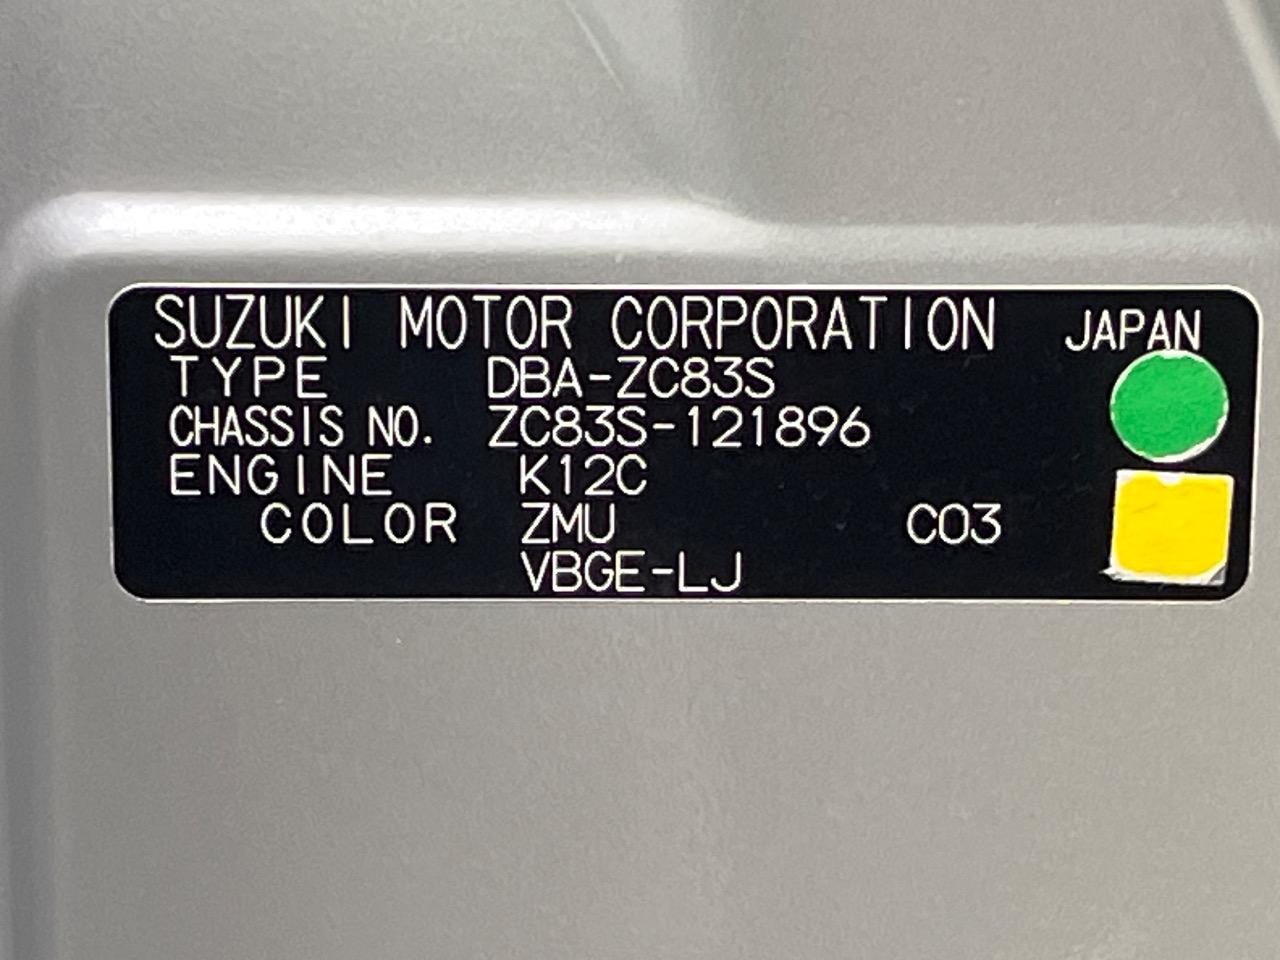 SUZUKI MOTOR CORPORATION JAPAN
TYPE DBA-ZC83S
CHASSIS NO. ZC83S-121896
ENGINE K12C
COLOR ZMU C03
VBGE-LJ